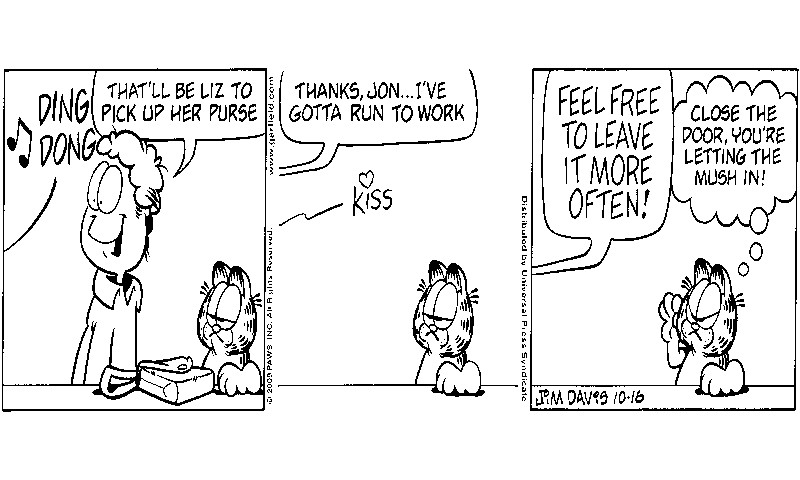 DING
DONG
THAT'LL BE LIZ TO
PICK UP HER PURSE
www.garfield.com
© 2009 PAWS, INC. All Rights Reserved.
THANKS, JON...I'VE
GOTTA RUN TO WORK
KISS
Distributed by Universal Press Syndicate
FEEL FREE
TO LEAVE
IT MORE
OFTEN!
CLOSE THE
DOOR, YOU'RE
LETTING THE
MUSH IN!
JIM DAVIS 10-16